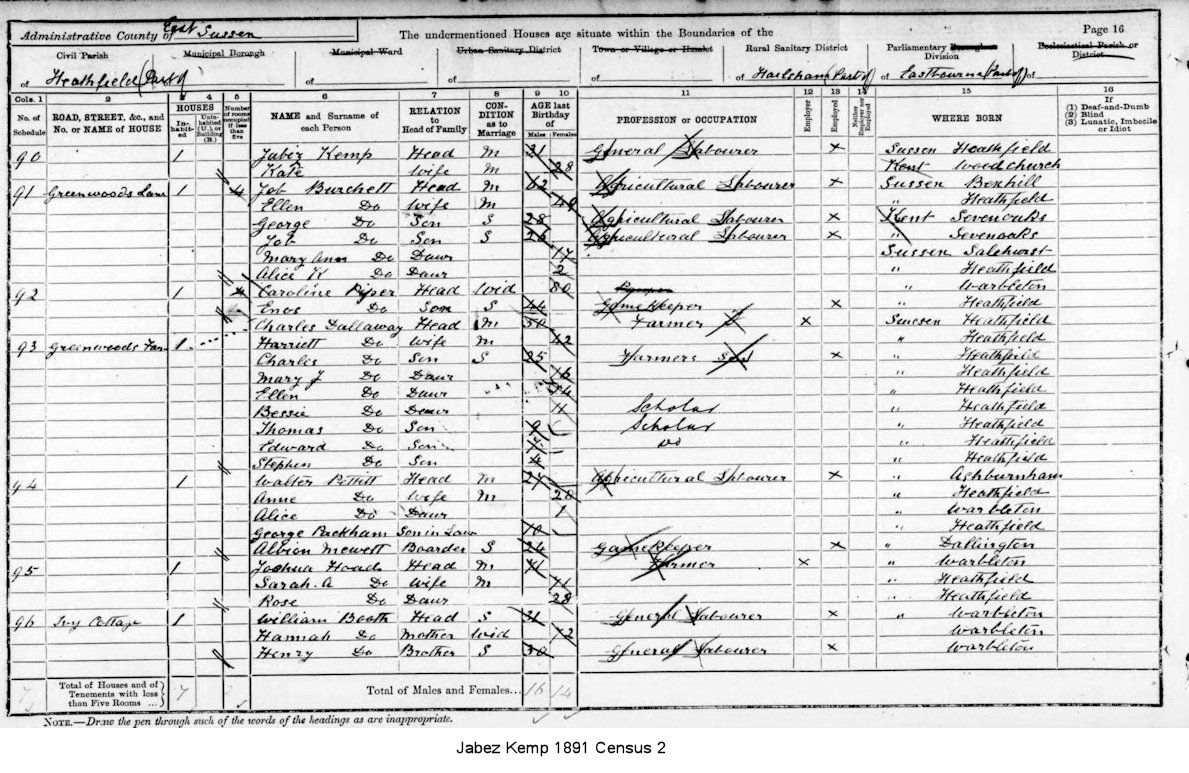 Administrative County of East Sussex
The undermentioned Houses are situate within the Boundaries of the
Page 16
Civil Parish Municipal Borough Municipal Ward Urban Sanitary District Town or Village or Hamlet Rural Sanitary District Parliamentary Borough or Division Ecclesiastical Parish or District
of Heathfield (Part of) of of of of Hailsham (Part of) of Eastbourne (Part of) of
Cols. 1 2 3 4 5 6 7 8 9 10 11 12 13 14 15 16
No. of Schedule ROAD, STREET, &c., and No. or NAME of HOUSE HOUSES Inhabited Uninhabited (U.), or Building (B.) Number of rooms occupied if less than five NAME and Surname of each Person RELATION to Head of Family CONDITION as to Marriage AGE last Birthday of Males Females PROFESSION or OCCUPATION Employer Employed Neither Employer nor Employed WHERE BORN If (1) Deaf-and-Dumb (2) Blind (3) Lunatic, Imbecile or Idiot
90 1 Jabez Kemp Head M 21 General Labourer x Sussex Heathfield
Kate Wife M 28 Kent Woodchurch
91 Greenwoods Lane 1 4 Job Burchett Head M 62 Agricultural Labourer x Sussex Bexhill
Ellen Do Wife M 49 " Heathfield
George Do Son S 28 Agricultural Labourer x Kent Sevenoaks
Job Do Son S 26 Agricultural Labourer x " Sevenoaks
Mary Ann Do Daur 17 Sussex Salehurst
Alice K Do Daur 2 " Heathfield
92 1 4 Caroline Piper Head Wid 80 " Warbleton
Enos Do Son S 44 Gamekeeper x " Heathfield
Charles Dallaway Head M 50 Farmer x Sussex Heathfield
93 Greenwoods Far 1 Harriett Do Wife M 42 " Heathfield
Charles Do Son S 25 Farmers Son x " Heathfield
Mary J Do Daur 16 " Heathfield
Ellen Do Daur 14 " Heathfield
Bessie Do Daur 11 Scholar " Heathfield
Thomas Do Son 9 Scholar " Heathfield
Edward Do Son 7 Do " Heathfield
Stephen Do Son 4 " Heathfield
94 1 Walter Pettitt Head M 27 Agricultural Labourer x " Ashburnham
Anne Do Wife M 28 " Heathfield
Alice Do Daur 1 " Warbleton
George Packham Son in Law 10 " Heathfield
Albion Mewett Boarder S 24 Gamekeeper x " Dallington
95 1 Joshua Hoad Head M 71 Farmer x " Warbleton
Sarah. A Do Wife M 71 " Heathfield
Rose Do Daur 28 " Heathfield
96 Ivy Cottage 1 William Booth Head S 31 General Labourer x " Warbleton
Hannah Do Mother Wid 72 Warbleton
Henry Do Brother S 30 General Labourer x Warbleton
7 Total of Houses and of Tenements with less than Five Rooms ... 7 Total of Males and Females... 16 14
NOTE.—Draw the pen through such of the words of the headings as are inappropriate.
Jabez Kemp 1891 Census 2